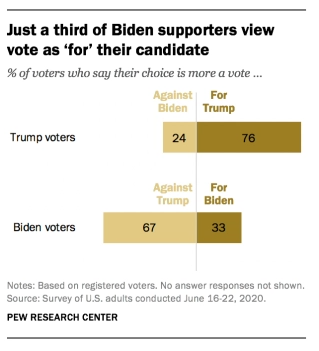 Just a third of Biden supporters view
vote as ‘for’ their candidate
% of voters who say their choice is more a vote ...
Against For
Biden Trump
Trump voters 24 76
Against For
Trump Biden
Biden voters 67 33
Notes: Based on registered voters. No answer responses not shown.
Source: Survey of U.S. adults conducted June 16-22, 2020.
PEW RESEARCH CENTER